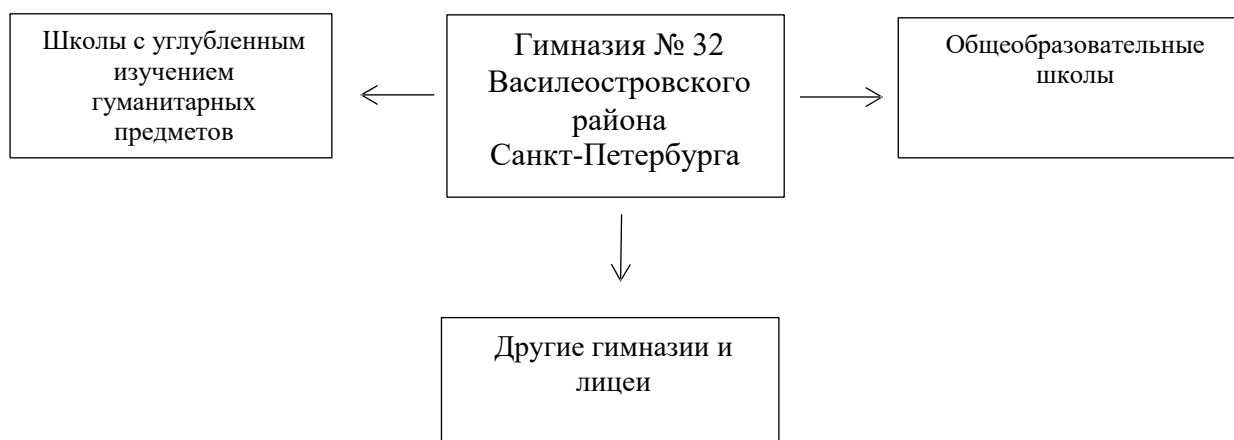 Школы с углубленным
изучением
гуманитарных
предметов
Гимназия № 32
Василеостровского
района
Санкт-Петербурга
Общеобразовательные
школы
Другие гимназии и
лицеи